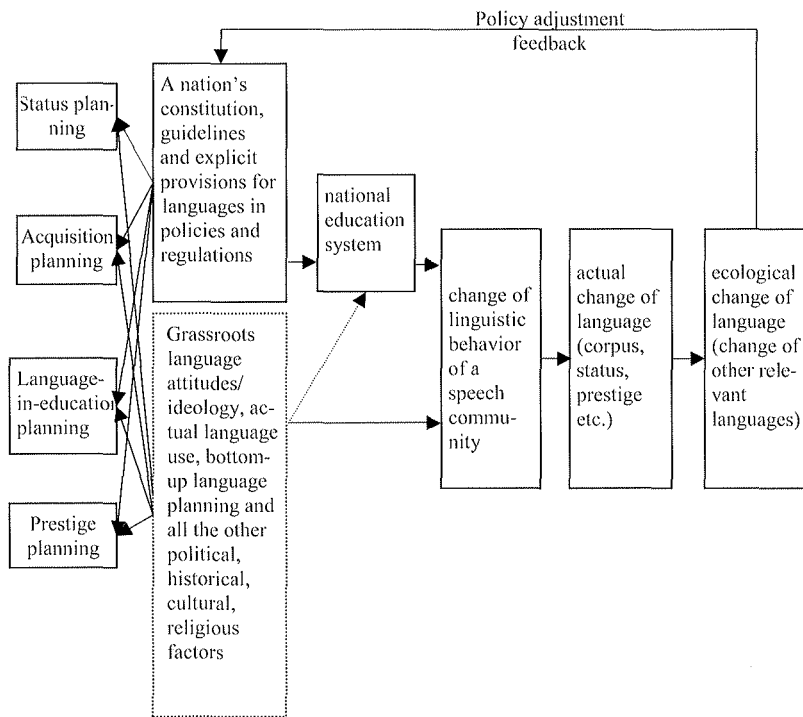 Policy adjustment
feedback
Status plan-
ning
Acquisition
planning
Language-
in-education
planning
Prestige
planning
A nation's
constitution,
guidelines
and explicit
provisions for
languages in
policies and
regulations
Grassroots
language
attitudes/
ideology, ac-
tual language
use, bottom-
up language
planning and
all the other
political,
historical,
cultural,
religious
factors
national
education
system
change of
linguistic
behavior
of a
speech
commu-
nity
actual
change of
language
(corpus,
status,
prestige
etc.)
ecological
change of
language
(change of
other rele-
vant
languages)